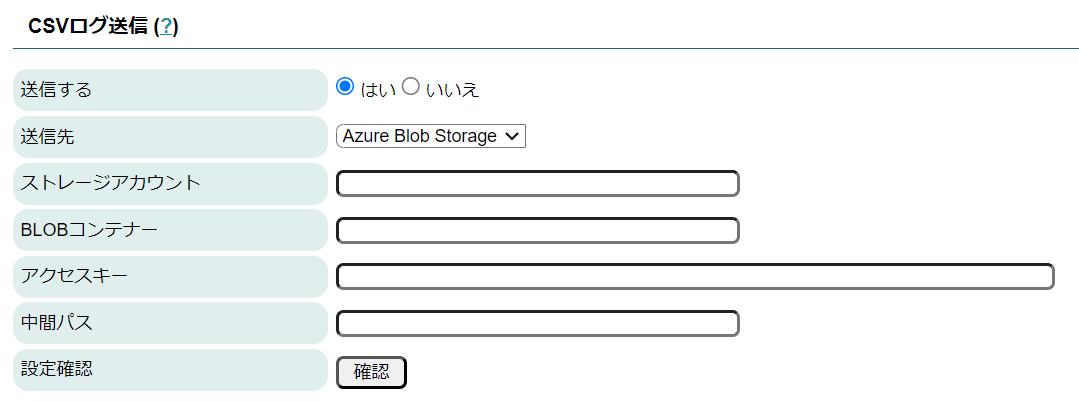 CSVログ送信 (?)
送信する はい いいえ
送信先 Azure Blob Storage
ストレージアカウント
BLOBコンテナー
アクセスキー
中間パス
設定確認 確認